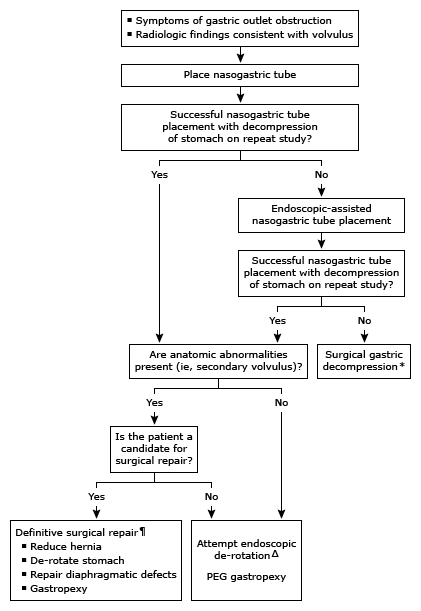 ▪ Symptoms of gastric outlet obstruction
▪ Radiologic findings consistent with volvulus
Place nasogastric tube
Successful nasogastric tube
placement with decompression
of stomach on repeat study?
Yes
No
Endoscopic-assisted
nasogastric tube placement
Successful nasogastric tube
placement with decompression
of stomach on repeat study?
Yes
No
Are anatomic abnormalities
present (ie, secondary volvulus)?
Surgical gastric
decompression*
Yes
No
Is the patient a
candidate for
surgical repair?
Yes
No
Definitive surgical repair¶
▪ Reduce hernia
▪ De-rotate stomach
▪ Repair diaphragmatic defects
▪ Gastropexy
Attempt endoscopic
de-rotationΔ
PEG gastropexy